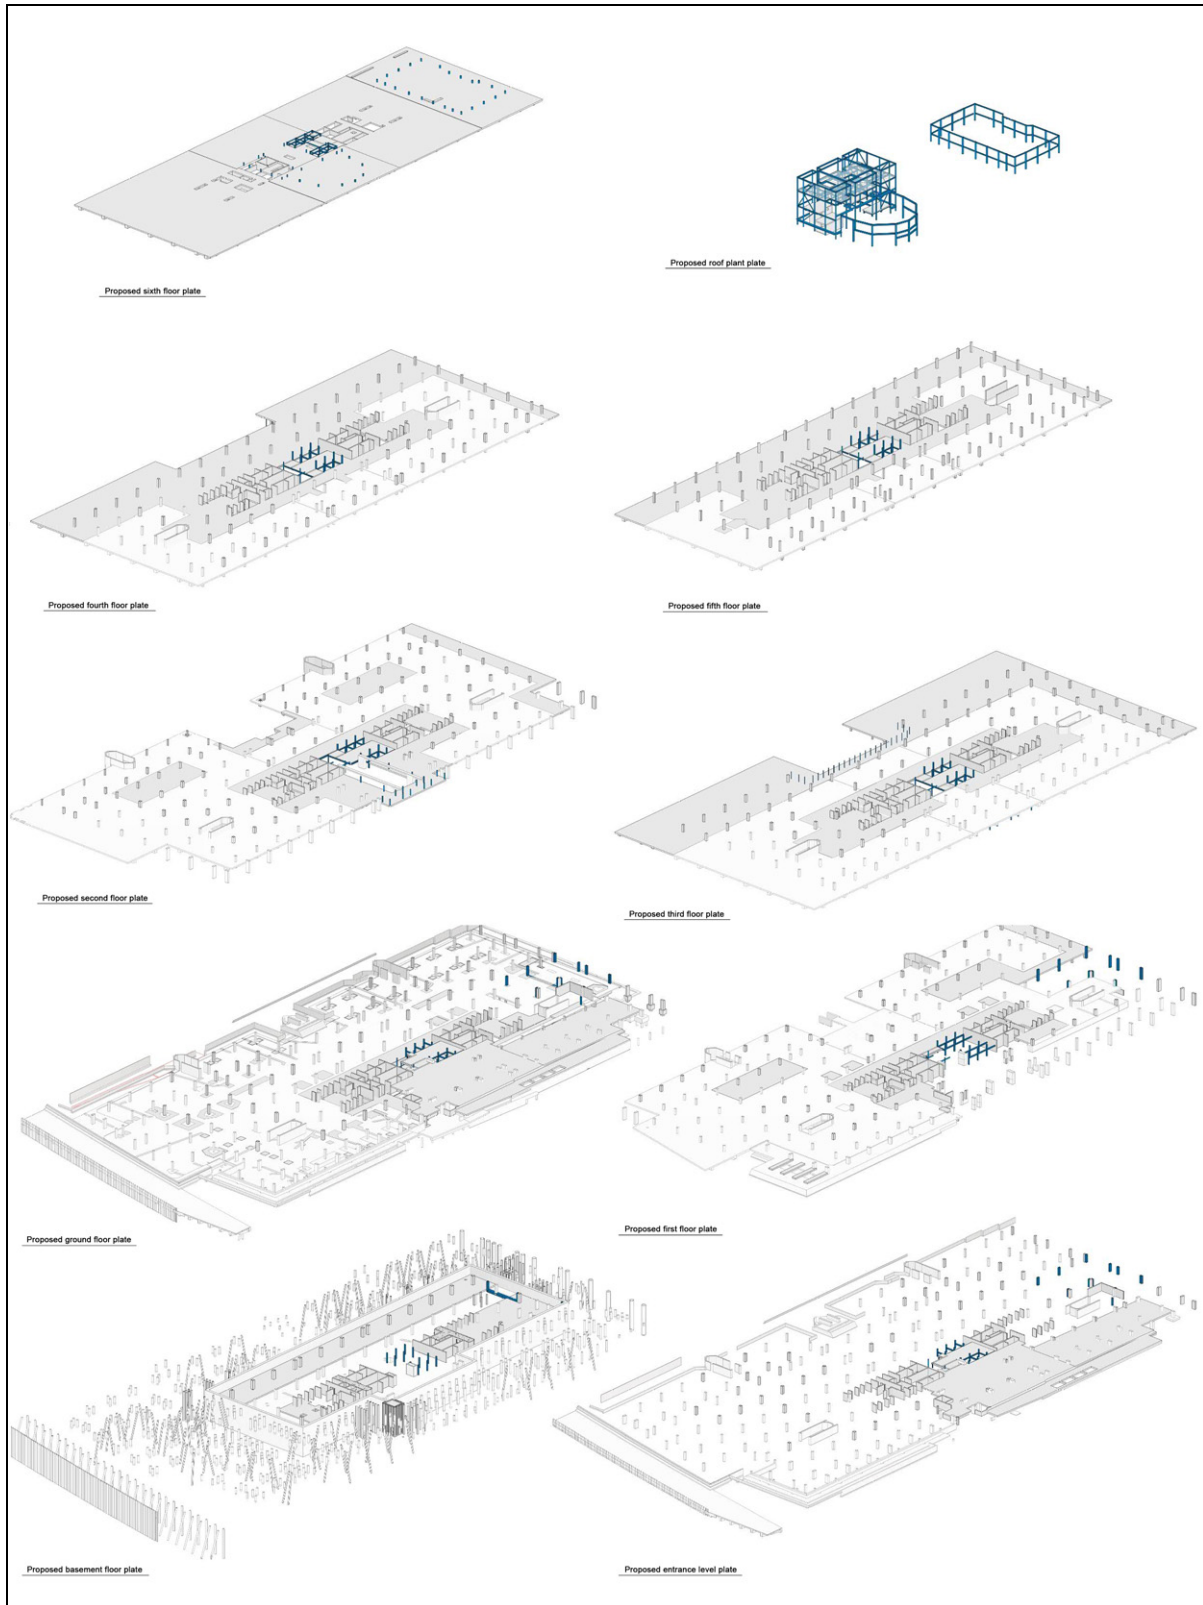 Proposed sixth floor plate
Proposed roof plant plate
Proposed fourth floor plate
Proposed fifth floor plate
Proposed second floor plate
Proposed third floor plate
Proposed ground floor plate
Proposed first floor plate
Proposed basement floor plate
Proposed entrance level plate